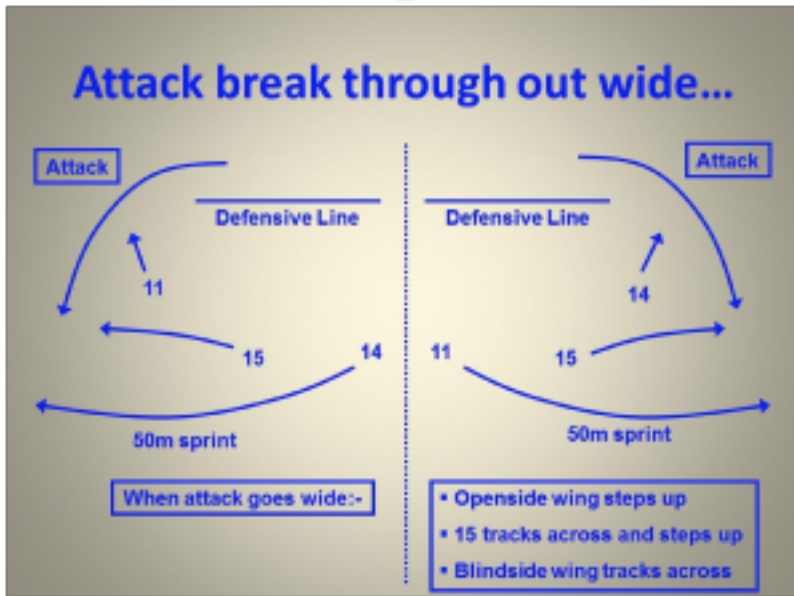 Attack break through out wide...
Attack
Attack
Defensive Line
Defensive Line
11
14
15
14
11
15
50m sprint
50m sprint
When attack goes wide:-
▪ Openside wing steps up
▪ 15 tracks across and steps up
▪ Blindside wing tracks across